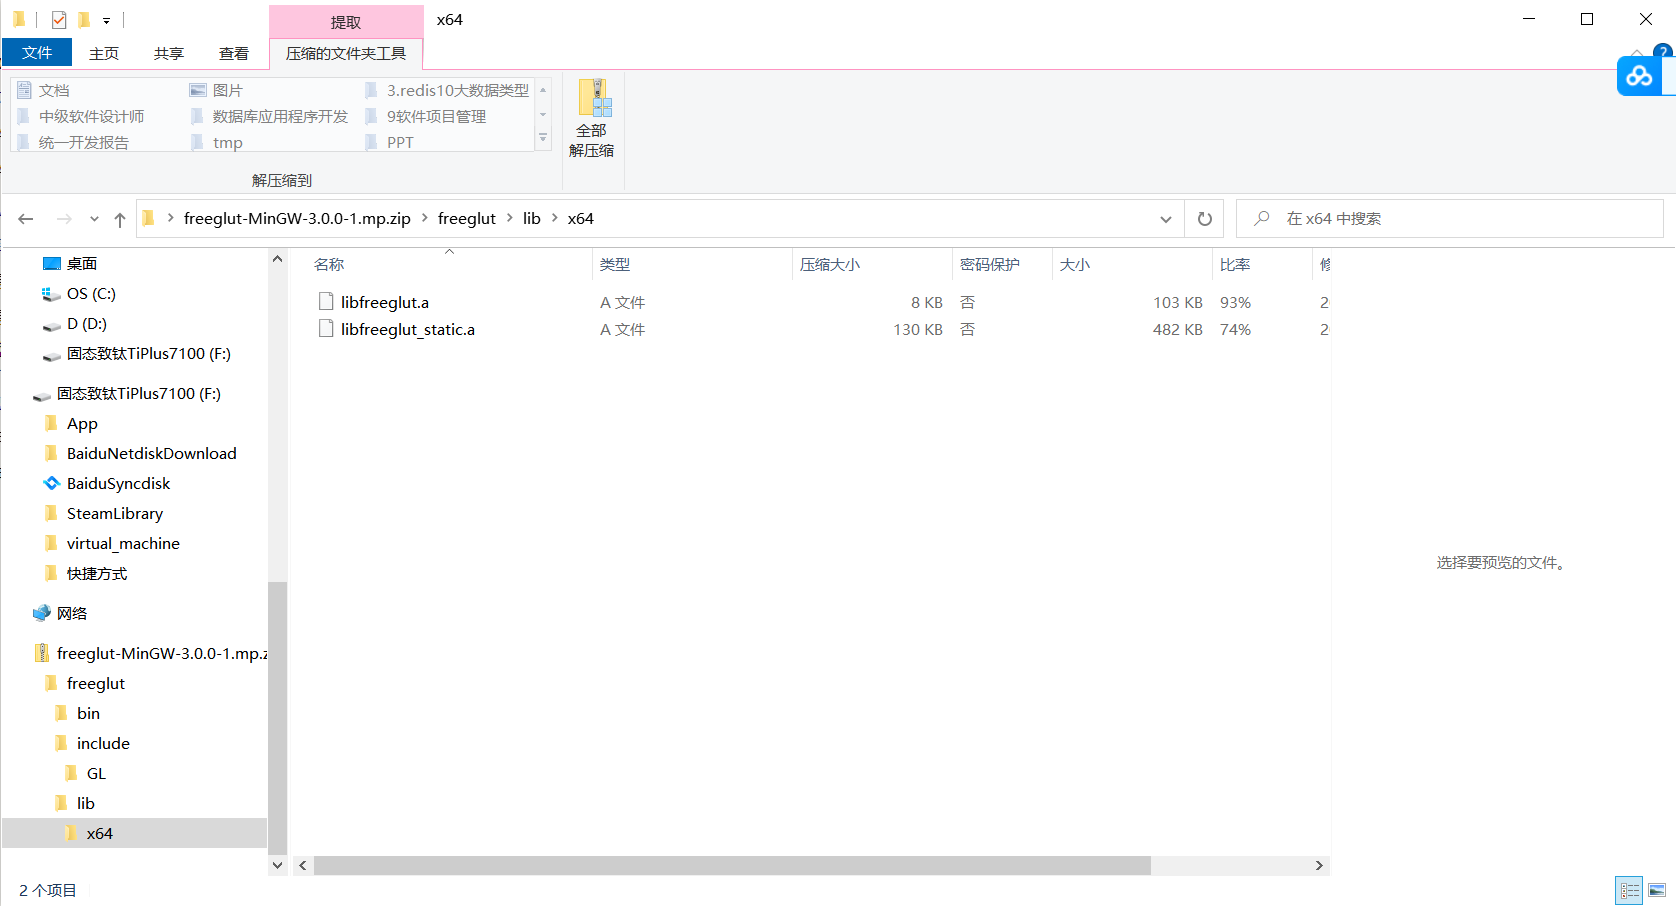 提取
x64
文件
主页
共享
查看
压缩的文件夹工具
文档
图片
3.redis10大数据类型
中级软件设计师
数据库应用程序开发
9软件项目管理
统一开发报告
tmp
PPT
全部
解压缩
解压缩到
freeglut-MinGW-3.0.0-1.mp.zip
freeglut
lib
x64
在 x64 中搜索
桌面
OS (C:)
D (D:)
固态致钛TiPlus7100 (F:)
固态致钛TiPlus7100 (F:)
App
BaiduNetdiskDownload
BaiduSyncdisk
SteamLibrary
virtual_machine
快捷方式
网络
freeglut-MinGW-3.0.0-1.mp.z
freeglut
bin
include
GL
lib
x64
名称 类型 压缩大小 密码保护 大小 比率
libfreeglut.a A 文件 8 KB 否 103 KB 93% 2
libfreeglut_static.a A 文件 130 KB 否 482 KB 74% 2
选择要预览的文件。
2 个项目